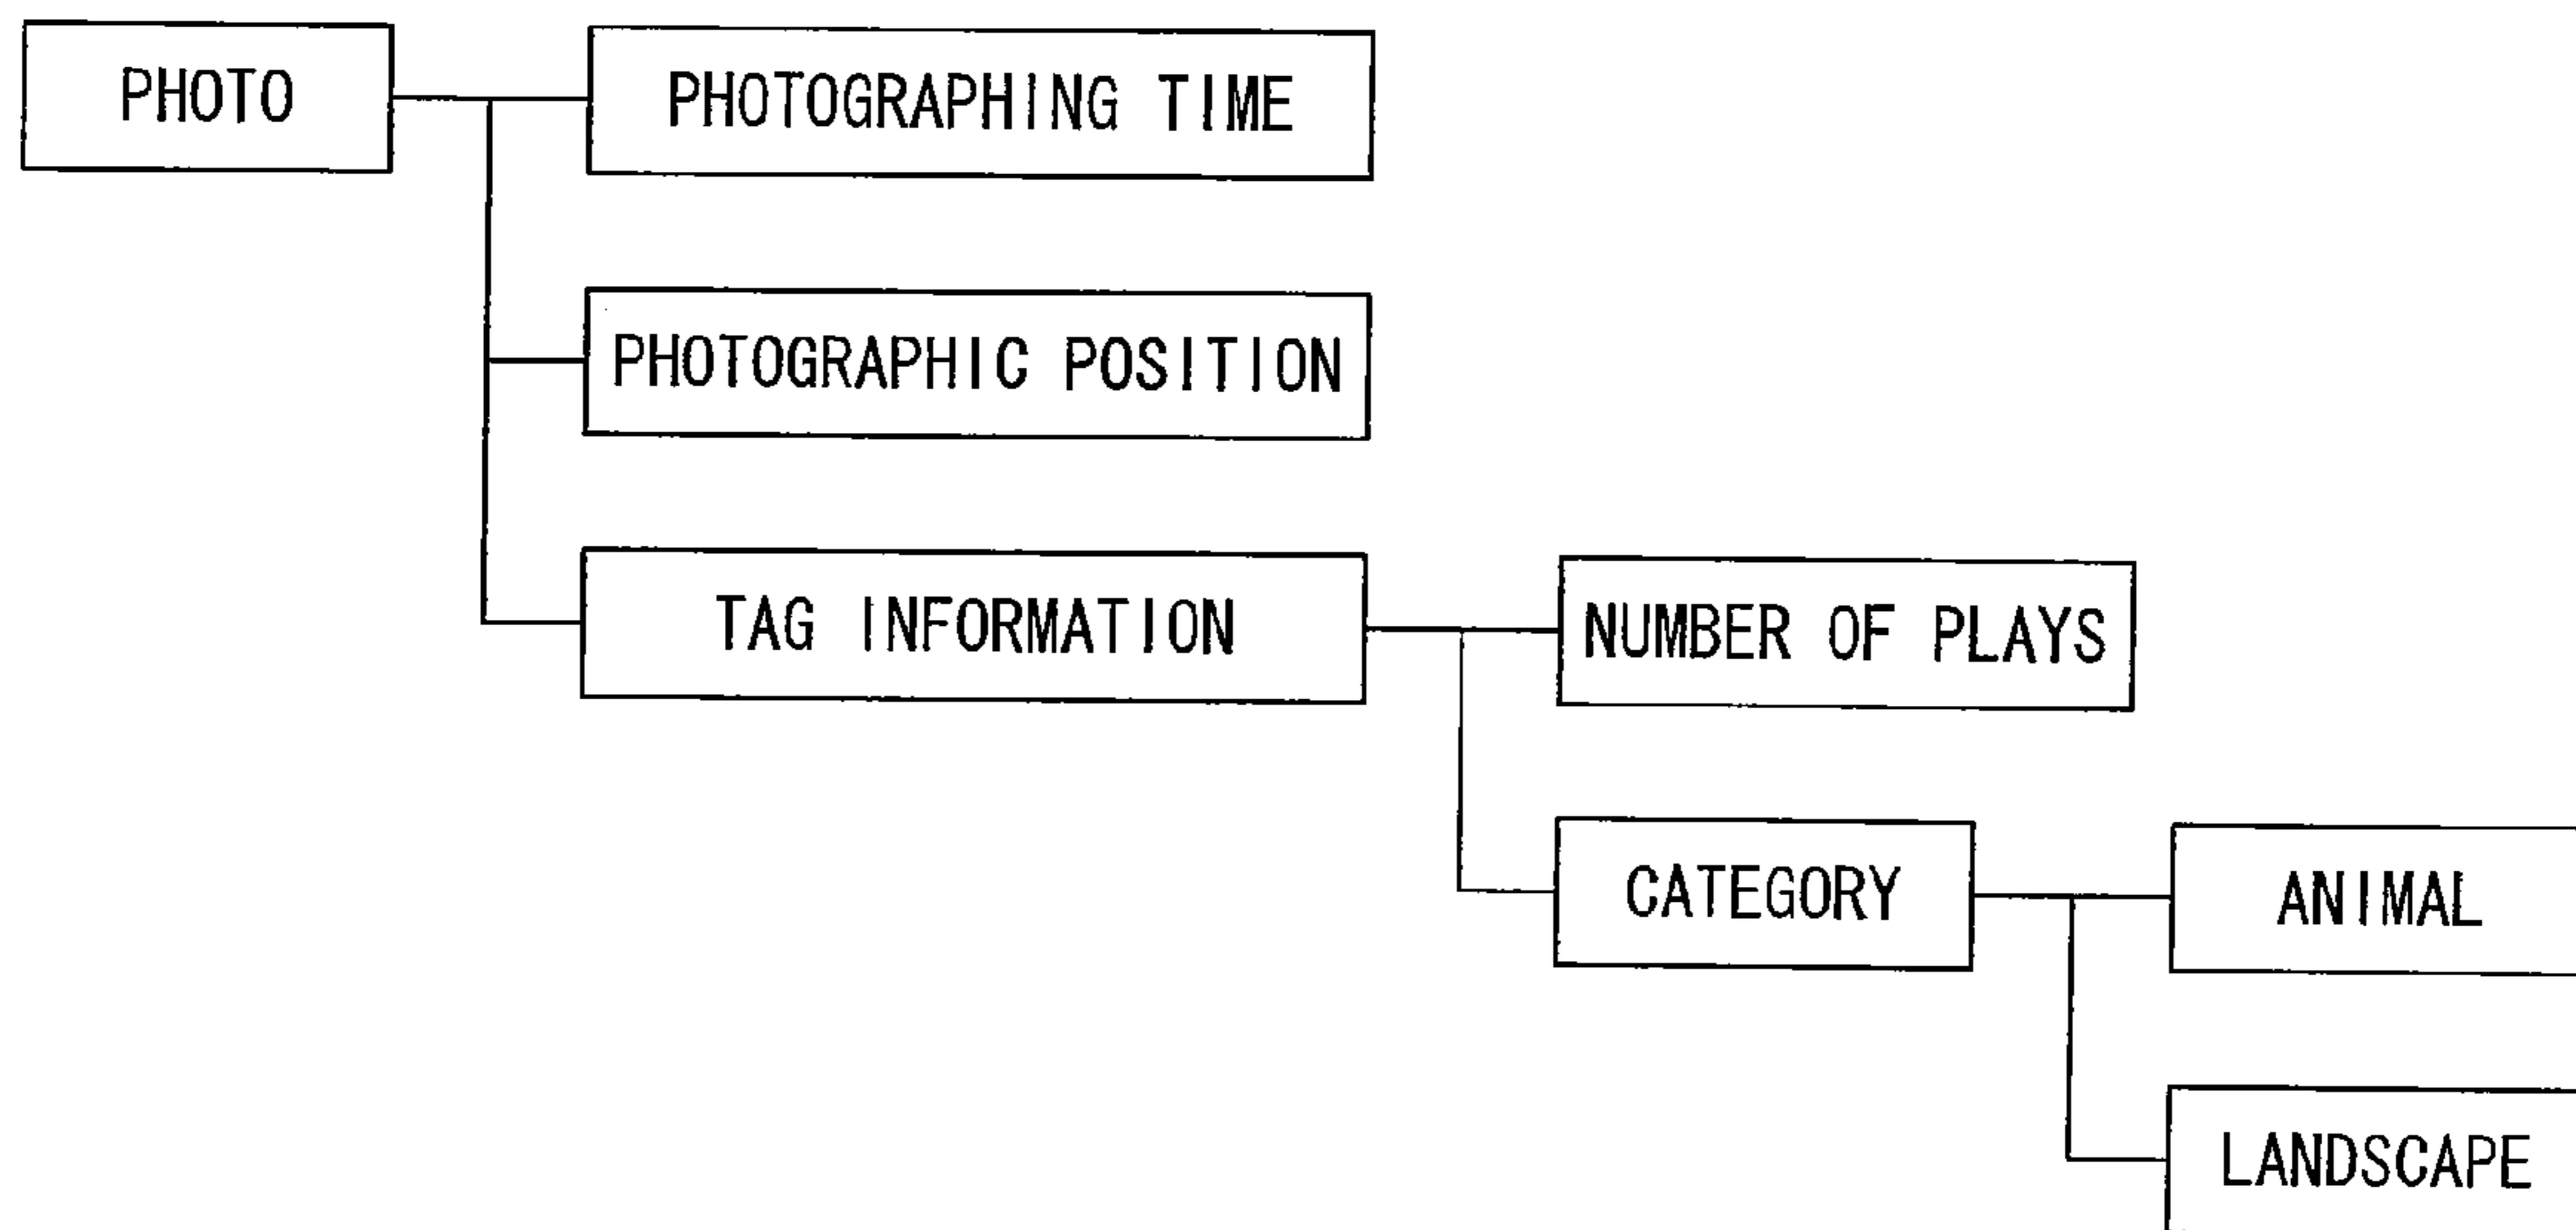 PHOTO
PHOTOGRAPHING TIME
PHOTOGRAPHIC POSITION
TAG INFORMATION
NUMBER OF PLAYS
CATEGORY
ANIMAL
LANDSCAPE